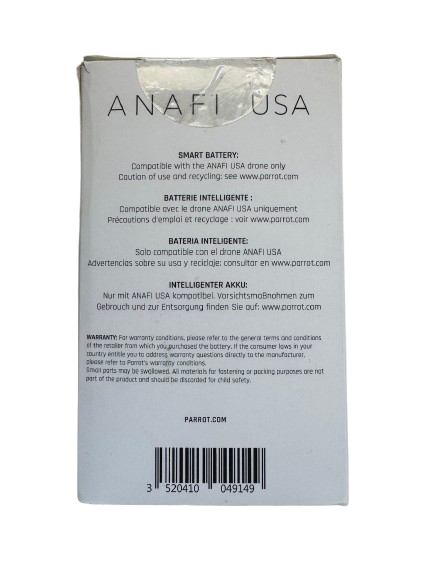 ANAFI USA
SMART BATTERY:
Compatible with the ANAFI USA drone only
Caution of use and recycling: see www.parrot.com
BATTERIE INTELLIGENTE :
Compatible avec le drone ANAFI USA uniquement
Précautions d'emploi et recyclage : voir www.parrot.com
BATERIA INTELIGENTE:
Solo compatible con el drone ANAFI USA
Advertencias sobre su usa y reciclaje: consultar en www.parrot.com
INTELLIGENTER AKKU:
Nur mit ANAFI USA kompatibel. Vorsichtsmaßnohmen zum
Gebrauch und zur Entsorgung finden Sie auf: www.parrot.com
WARRANTY: For warranty conditions, please refer to the general terms and conditions
of the retailer from which you purchased the battery. If the consumer laws in your
country entitle you to address warranty questions directly to the manufacturer,
please refer to Parrot's warranty conditions.
Small parts may be swallowed. All materials for fastening or packing purposes are not
part of the product and should be discarded for child safety.
PARROT.COM
3 520410 049149